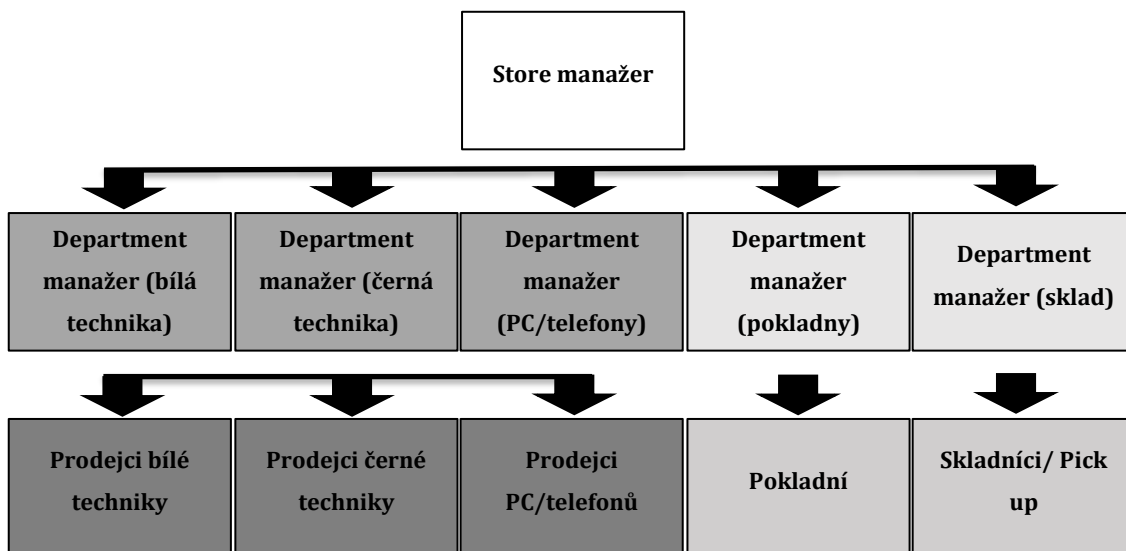 Store manažer
Department
manažer (bílá
technika)
Department
manažer (černá
technika)
Department
manažer
(PC/telefony)
Department
manažer
(pokladny)
Department
manažer (sklad)
Prodejci bílé
techniky
Prodejci černé
techniky
Prodejci
PC/telefonů
Pokladní
Skladníci/ Pick
up